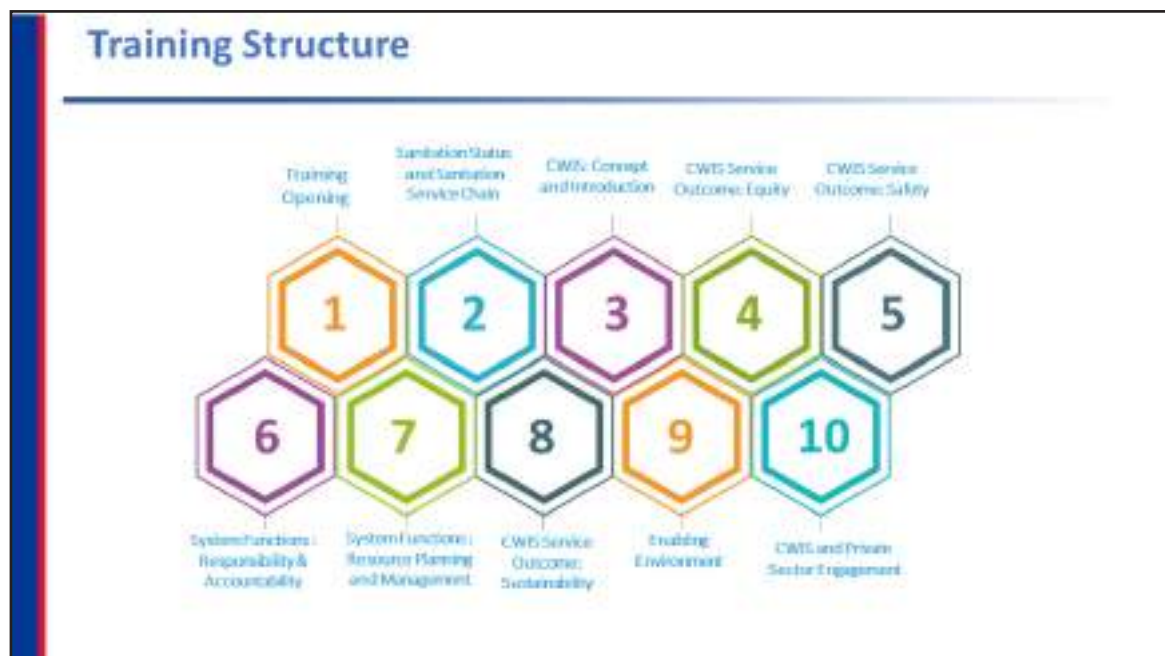 Training Structure
Training
Opening
Sanitation Status
and Sanitation
Service Chain
CWIS: Concept
and Introduction
CWIS Service
Outcome: Equity
CWIS Service
Outcome: Safety
1
2
3
4
5
6
7
8
9
10
System Functions :
Responsibility &
Accountability
System Functions :
Resource Planning
and Management
CWIS Service
Outcome:
Sustainability
Enabling
Environment
CWIS and Private
Sector Engagement